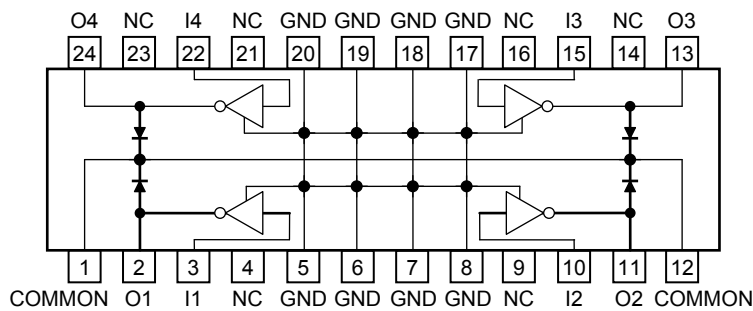 O4 NC I4 NC GND GND GND GND NC I3 NC O3
24 23 22 21 20 19 18 17 16 15 14 13
1 2 3 4 5 6 7 8 9 10 11 12
COMMON O1 I1 NC GND GND GND GND NC I2 O2 COMMON